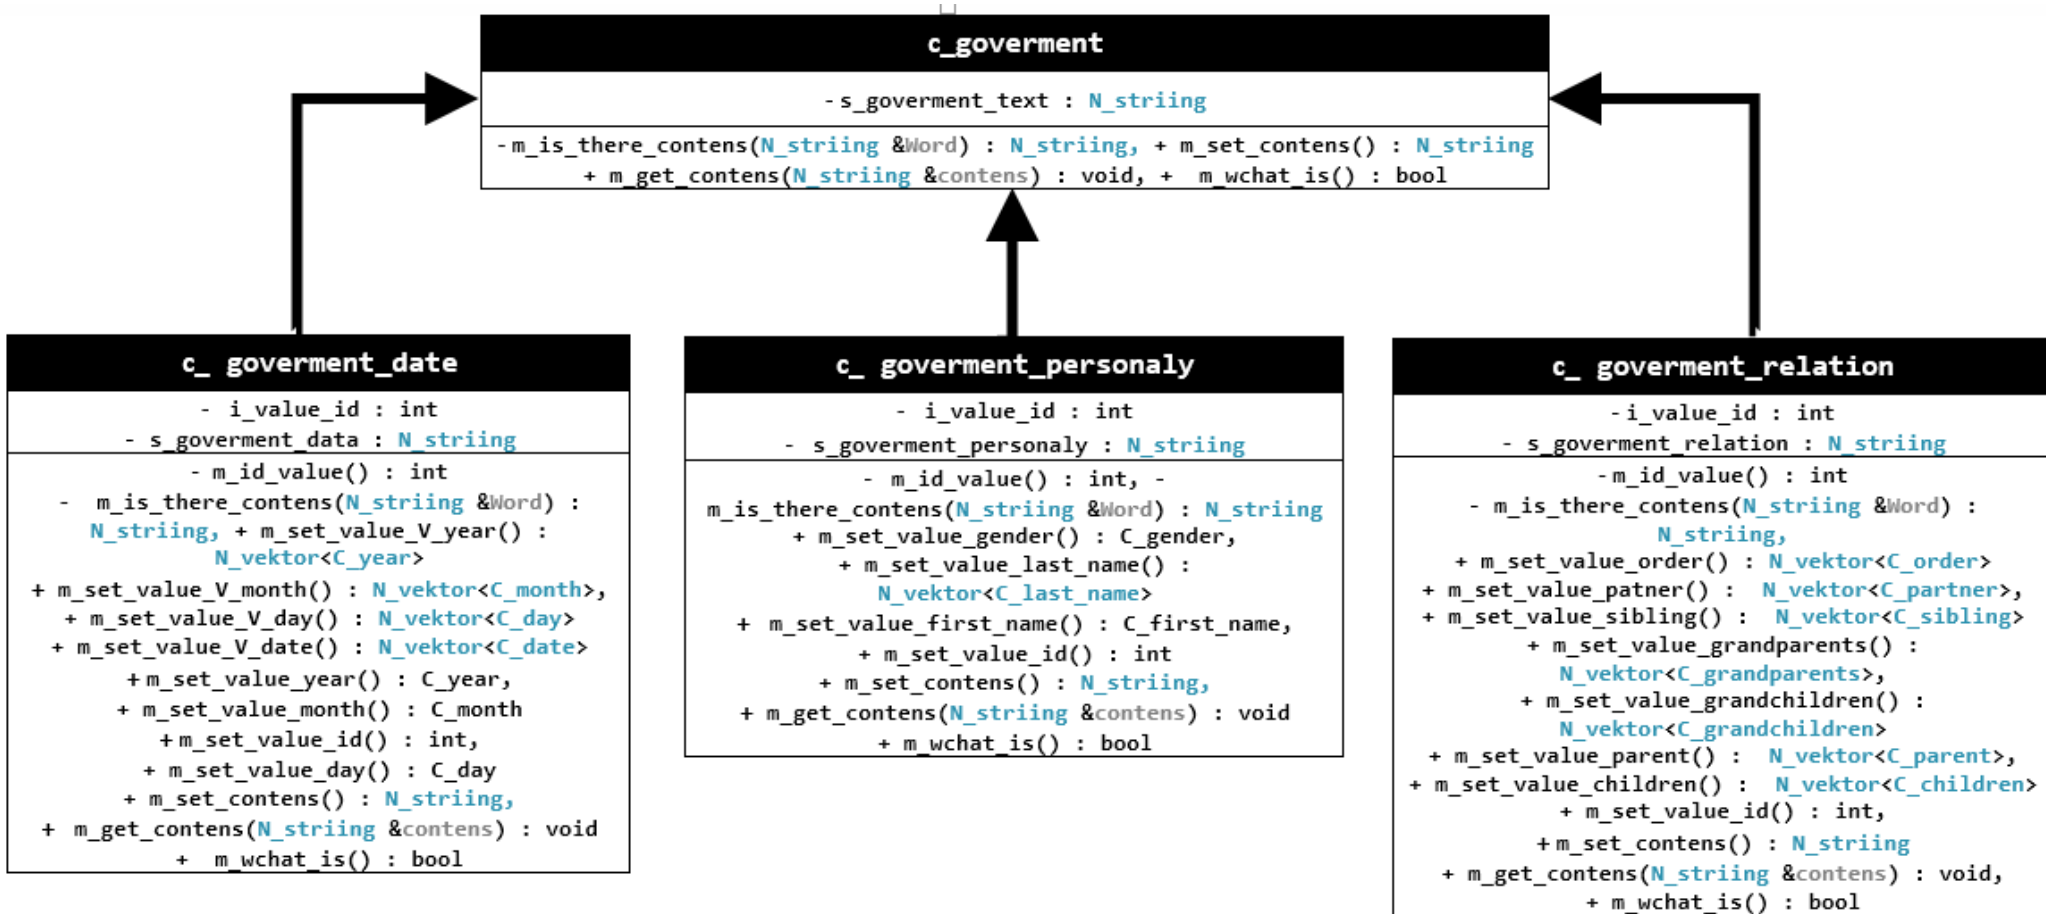 c_goverment
- s_goverment_text : N_striing
- m_is_there_contens(N_striing &Word) : N_striing, + m_set_contens() : N_striing
+ m_get_contens(N_striing &contens) : void, + m_wchat_is() : bool
c_ goverment_date
- i_value_id : int
- s_goverment_data : N_striing
- m_id_value() : int
- m_is_there_contens(N_striing &Word) :
N_striing, + m_set_value_V_year() :
N_vektor<C_year>
+ m_set_value_V_month() : N_vektor<C_month>,
+ m_set_value_V_day() : N_vektor<C_day>
+ m_set_value_V_date() : N_vektor<C_date>
+ m_set_value_year() : C_year,
+ m_set_value_month() : C_month
+ m_set_value_id() : int,
+ m_set_value_day() : C_day
+ m_set_contens() : N_striing,
+ m_get_contens(N_striing &contens) : void
+ m_wchat_is() : bool
c_ goverment_personaly
- i_value_id : int
- s_goverment_personaly : N_striing
- m_id_value() : int, -
m_is_there_contens(N_striing &Word) : N_striing
+ m_set_value_gender() : C_gender,
+ m_set_value_last_name() :
N_vektor<C_last_name>
+ m_set_value_first_name() : C_first_name,
+ m_set_value_id() : int
+ m_set_contens() : N_striing,
+ m_get_contens(N_striing &contens) : void
+ m_wchat_is() : bool
c_ goverment_relation
- i_value_id : int
- s_goverment_relation : N_striing
- m_id_value() : int
- m_is_there_contens(N_striing &Word) :
N_striing,
+ m_set_value_order() : N_vektor<C_order>
+ m_set_value_patner() : N_vektor<C_partner>,
+ m_set_value_sibling() : N_vektor<C_sibling>
+ m_set_value_grandparents() :
N_vektor<C_grandparents>,
+ m_set_value_grandchildren() :
N_vektor<C_grandchildren>
+ m_set_value_parent() : N_vektor<C_parent>,
+ m_set_value_children() : N_vektor<C_children>
+ m_set_value_id() : int,
+ m_set_contens() : N_striing
+ m_get_contens(N_striing &contens) : void,
+ m_wchat_is() : bool